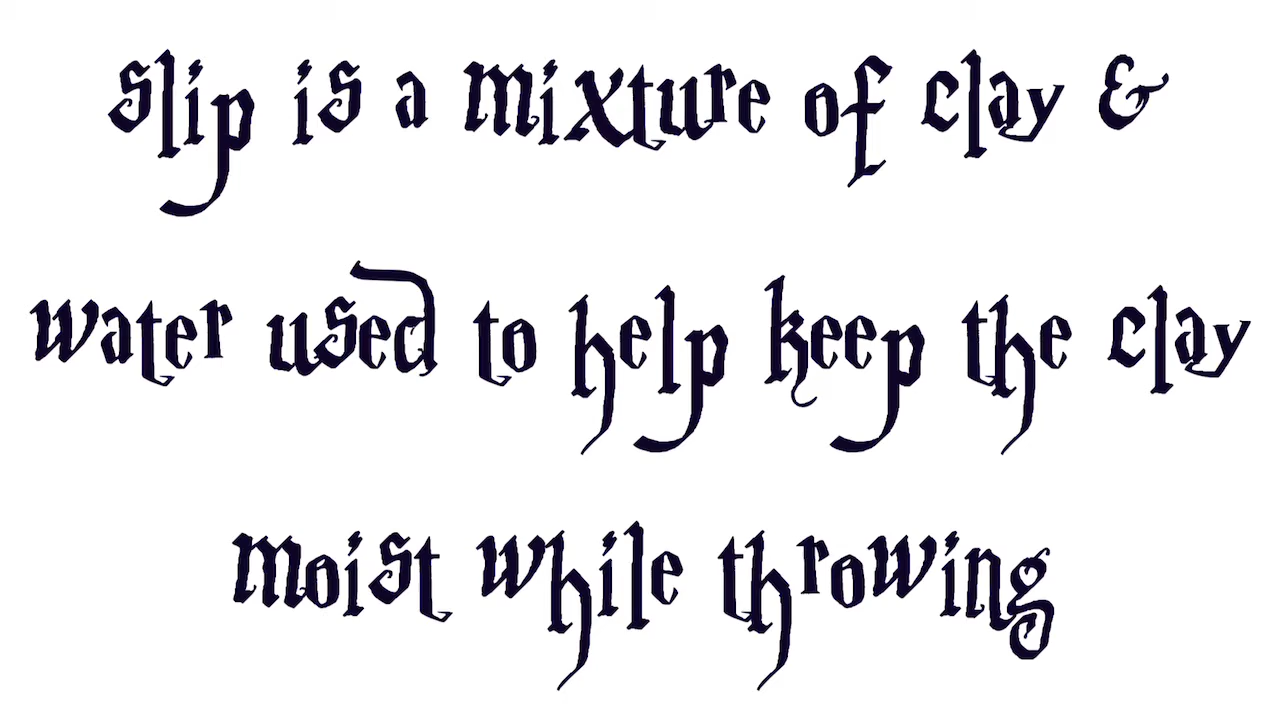 slip is a mixture of clay &
water used to help keep the clay
moist while throwing